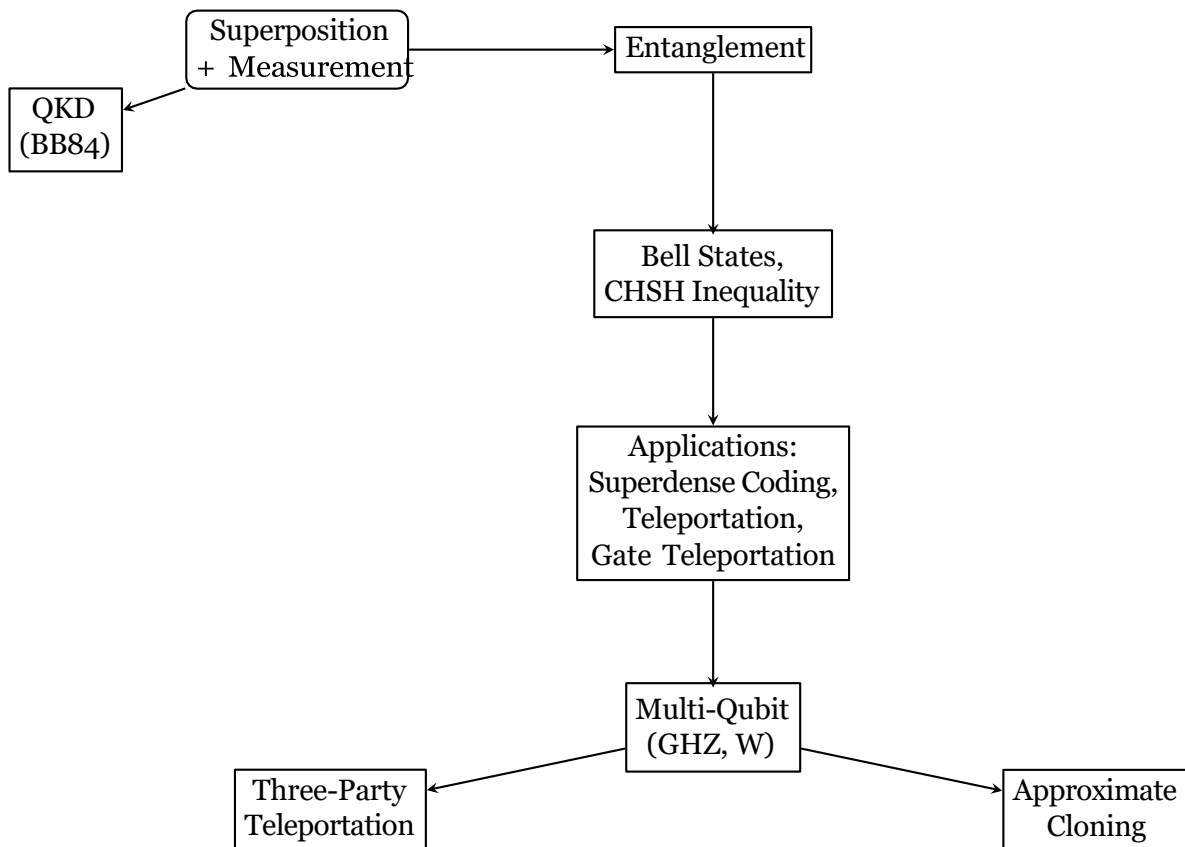 Superposition
+ Measurement
Entanglement
QKD
(BB84)
Bell States,
CHSH Inequality
Applications:
Superdense Coding,
Teleportation,
Gate Teleportation
Multi-Qubit
(GHZ, W)
Three-Party
Teleportation
Approximate
Cloning